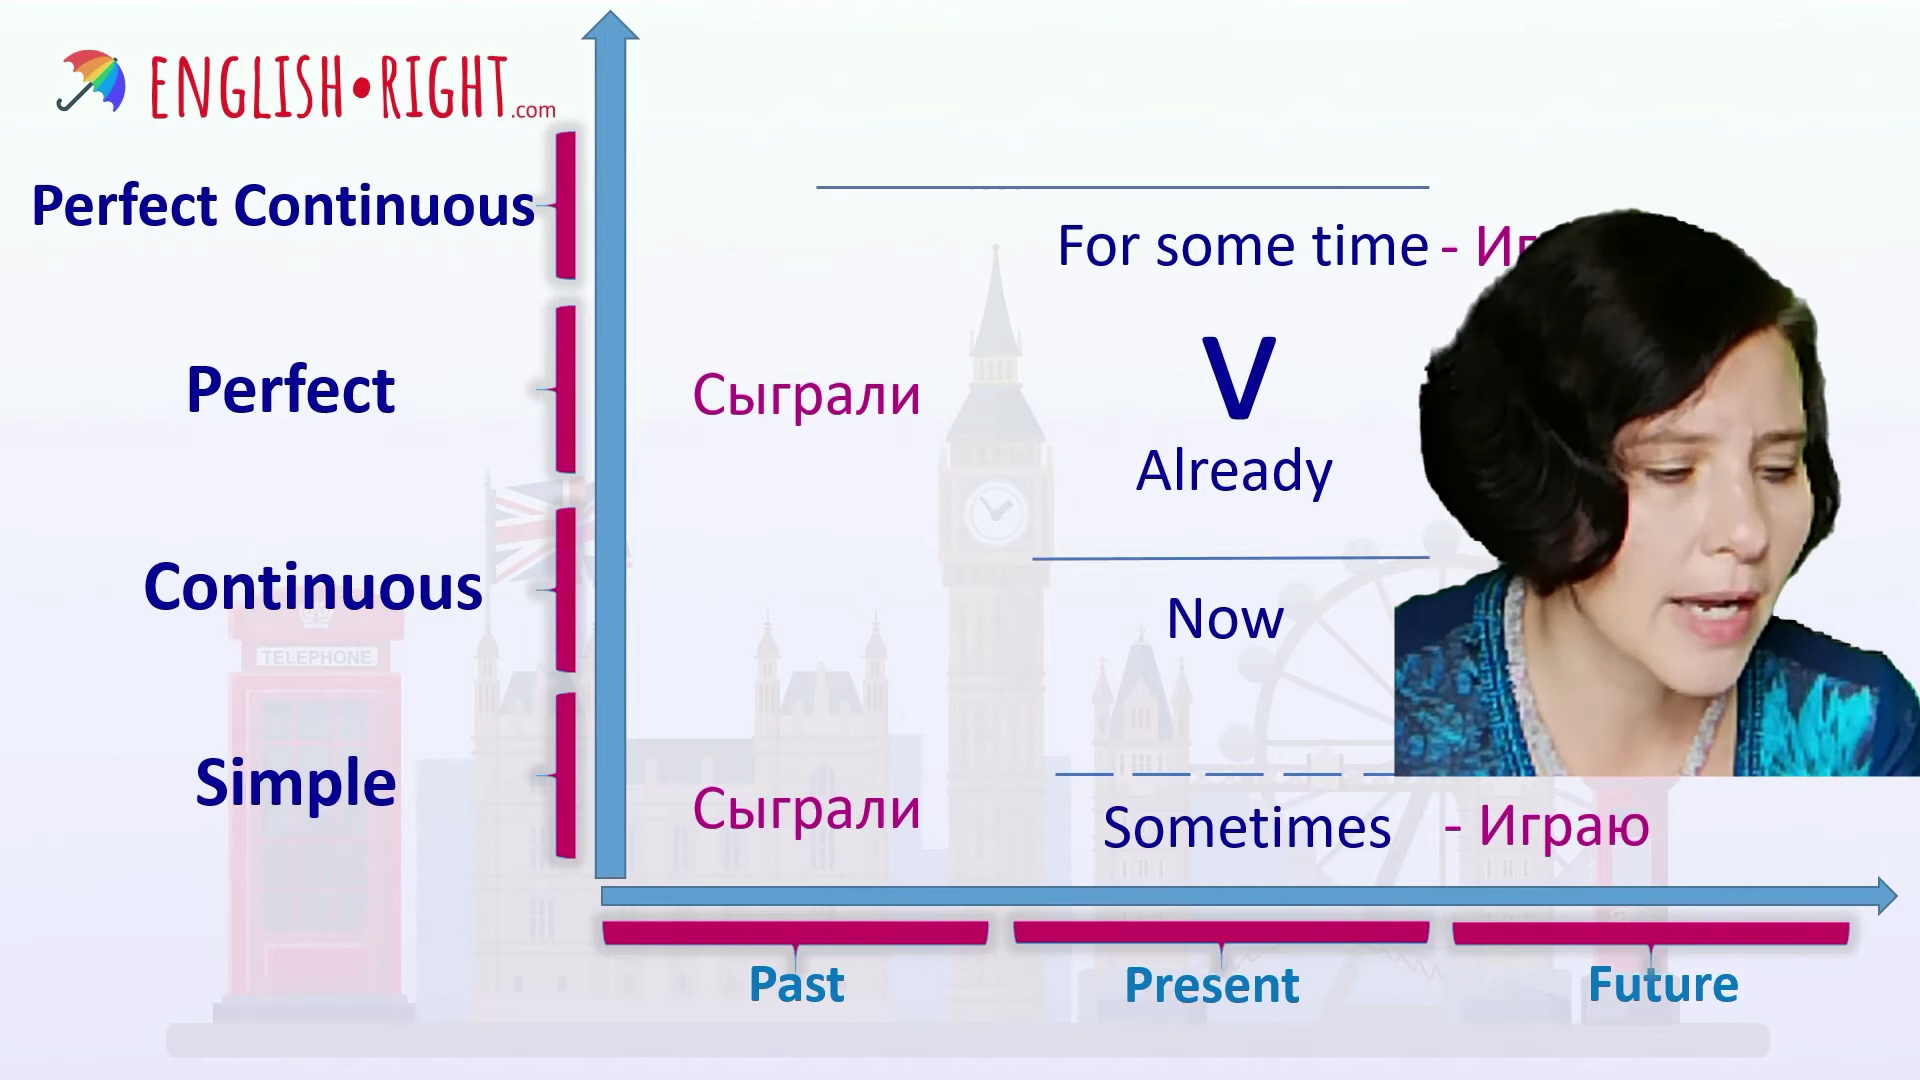 ENGLISH•RIGHT.com
Perfect Continuous
For some time -
Perfect
Сыграли
V
Already
Continuous
Now
TELEPHONE
Simple
Сыграли
Sometimes - Играю
Past
Present
Future